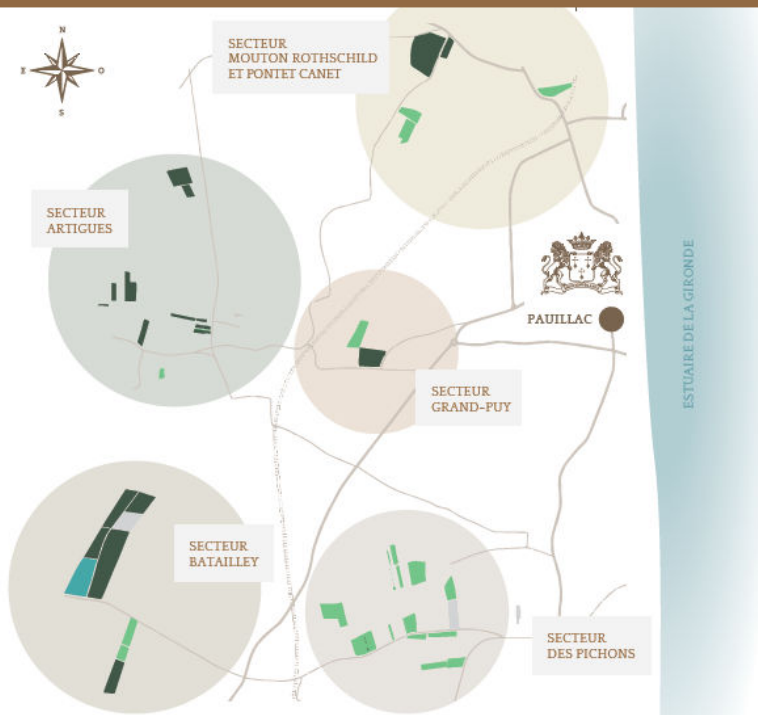 N
E
O
S
SECTEUR
MOUTON ROTHSCHILD
ET PONTET CANET
SECTEUR
ARTIGUES
PAUILLAC
ESTUAIRE DE LA GIRONDE
SECTEUR
GRAND-PUY
SECTEUR
BATAILLEY
SECTEUR
DES PICHONS